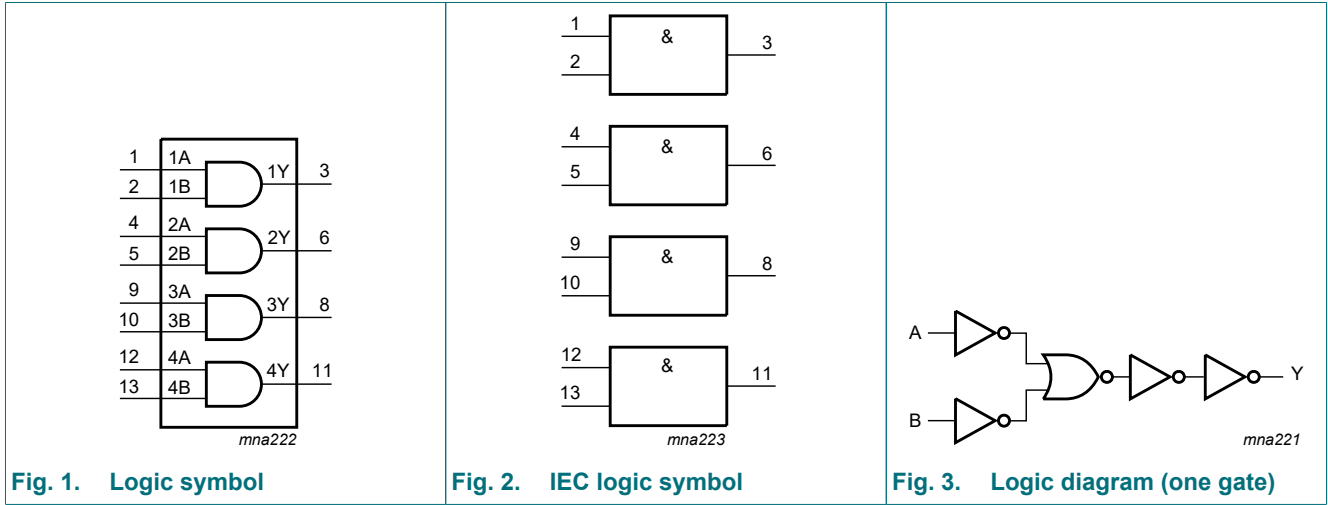 1 1A 1Y 3
2 1B
4 2A 2Y 6
5 2B
9 3A 3Y 8
10 3B
12 4A 4Y 11
13 4B
mna222
Fig. 1. Logic symbol
1 & 3
2
4 & 6
5
9 & 8
10
12 & 11
13
mna223
Fig. 2. IEC logic symbol
A
Y
B
mna221
Fig. 3. Logic diagram (one gate)